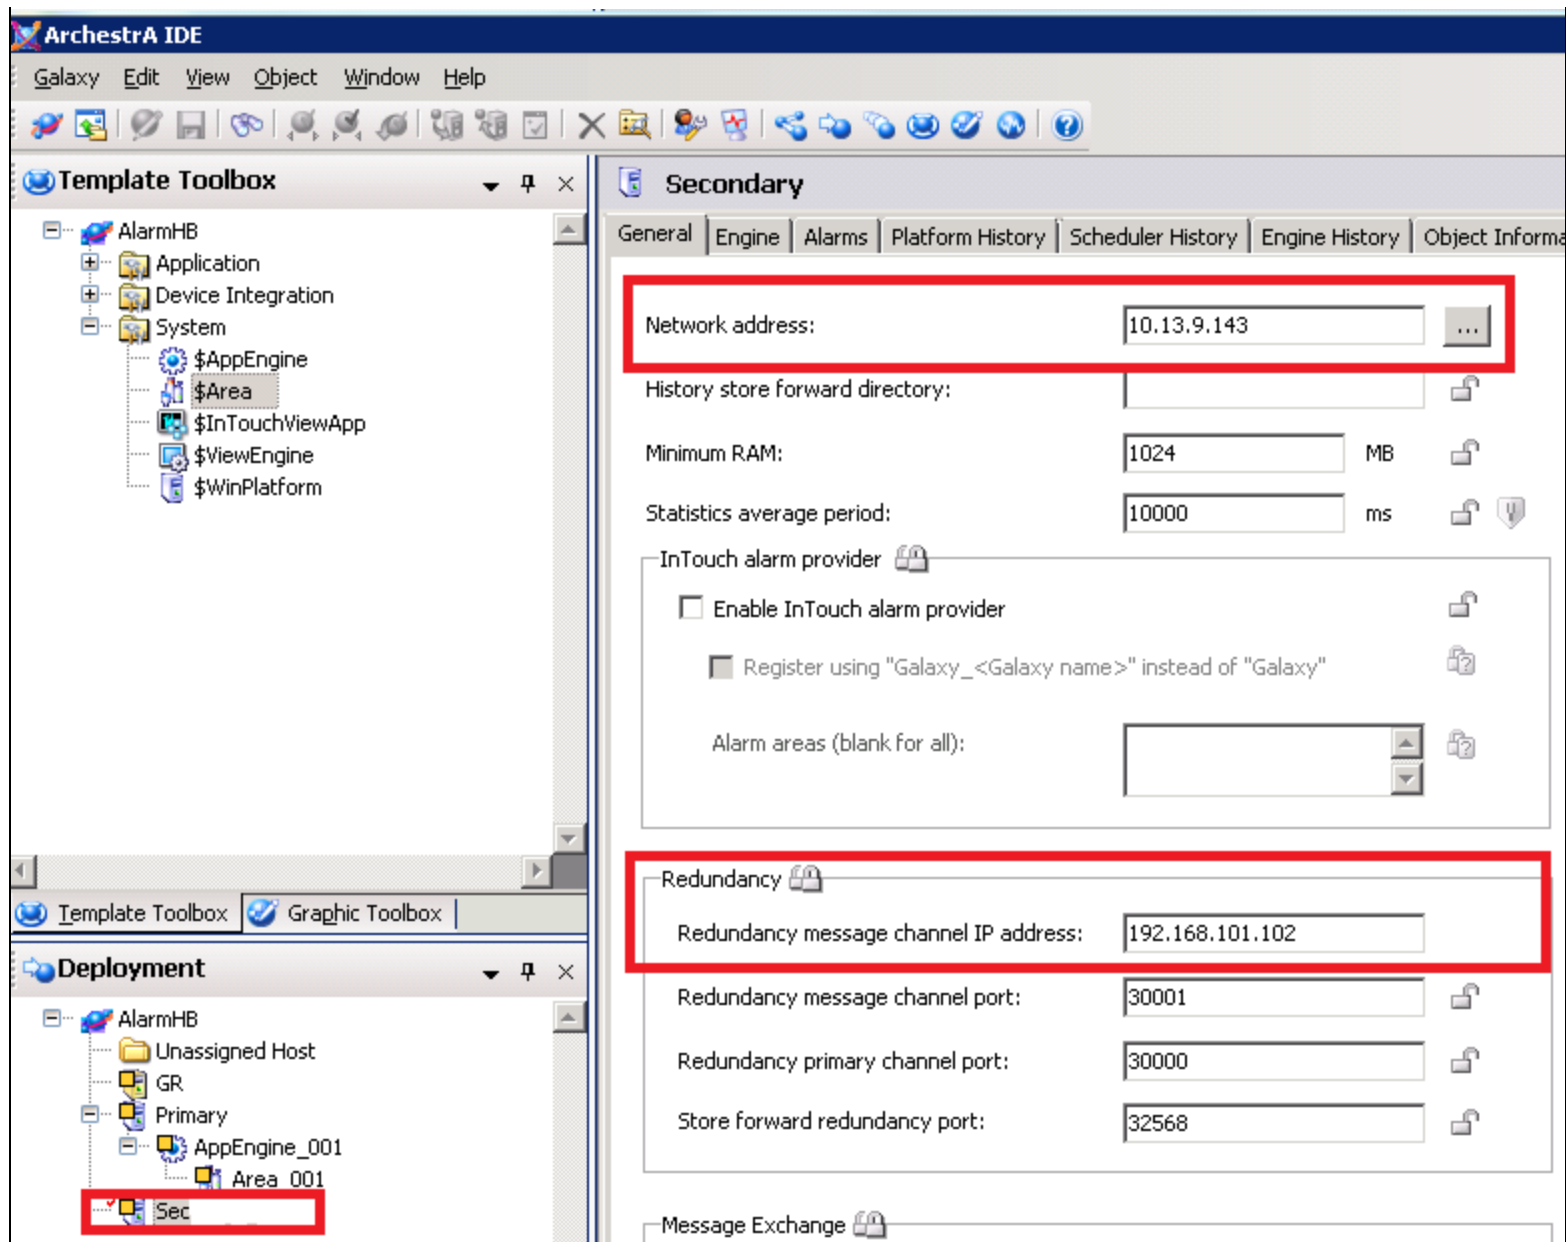 ArchestrA IDE
Galaxy Edit View Object Window Help
Template Toolbox
AlarmHB
Application
Device Integration
System
$AppEngine
$Area
$InTouchViewApp
$ViewEngine
$WinPlatform
Template Toolbox Graphic Toolbox
Deployment
AlarmHB
Unassigned Host
GR
Primary
AppEngine_001
Area_001
Sec
Secondary
General Engine Alarms Platform History Scheduler History Engine History Object Informa
Network address: 10.13.9.143 ...
History store forward directory:
Minimum RAM: 1024 MB
Statistics average period: 10000 ms
InTouch alarm provider
Enable InTouch alarm provider
Register using "Galaxy_<Galaxy name>" instead of "Galaxy"
Alarm areas (blank for all):
Redundancy
Redundancy message channel IP address: 192.168.101.102
Redundancy message channel port: 30001
Redundancy primary channel port: 30000
Store forward redundancy port: 32568
Message Exchange